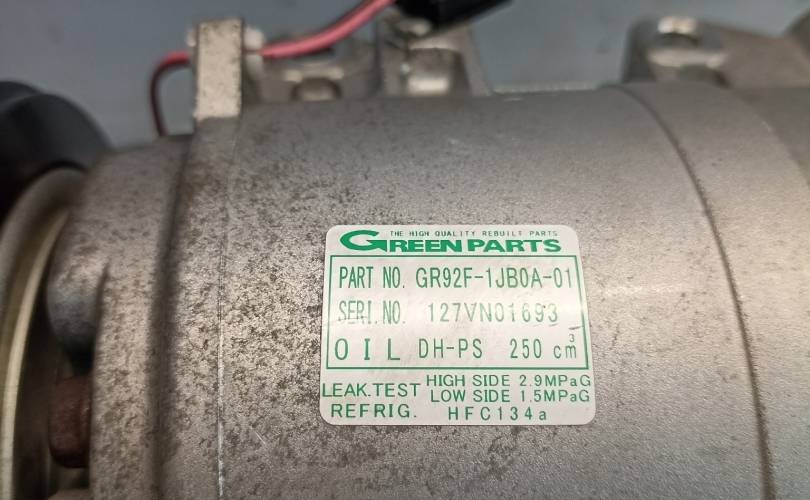 THE HIGH QUALITY REBUILT PARTS
GREEN PARTS
PART NO. GR92F-1JB0A-01
SERI.NO. 127VN01693
OIL DH-PS 250 cm³
LEAK.TEST HIGH SIDE 2.9MPaG
LOW SIDE 1.5MPaG
REFRIG. HFC134a